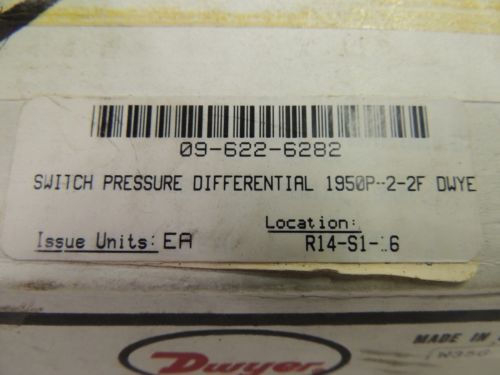 09-622-6282
SWITCH PRESSURE DIFFERENTIAL 1950P-2-2F DWYE
Location:
Issue Units: EA
R14-S1-
Dwyer
MADE IN